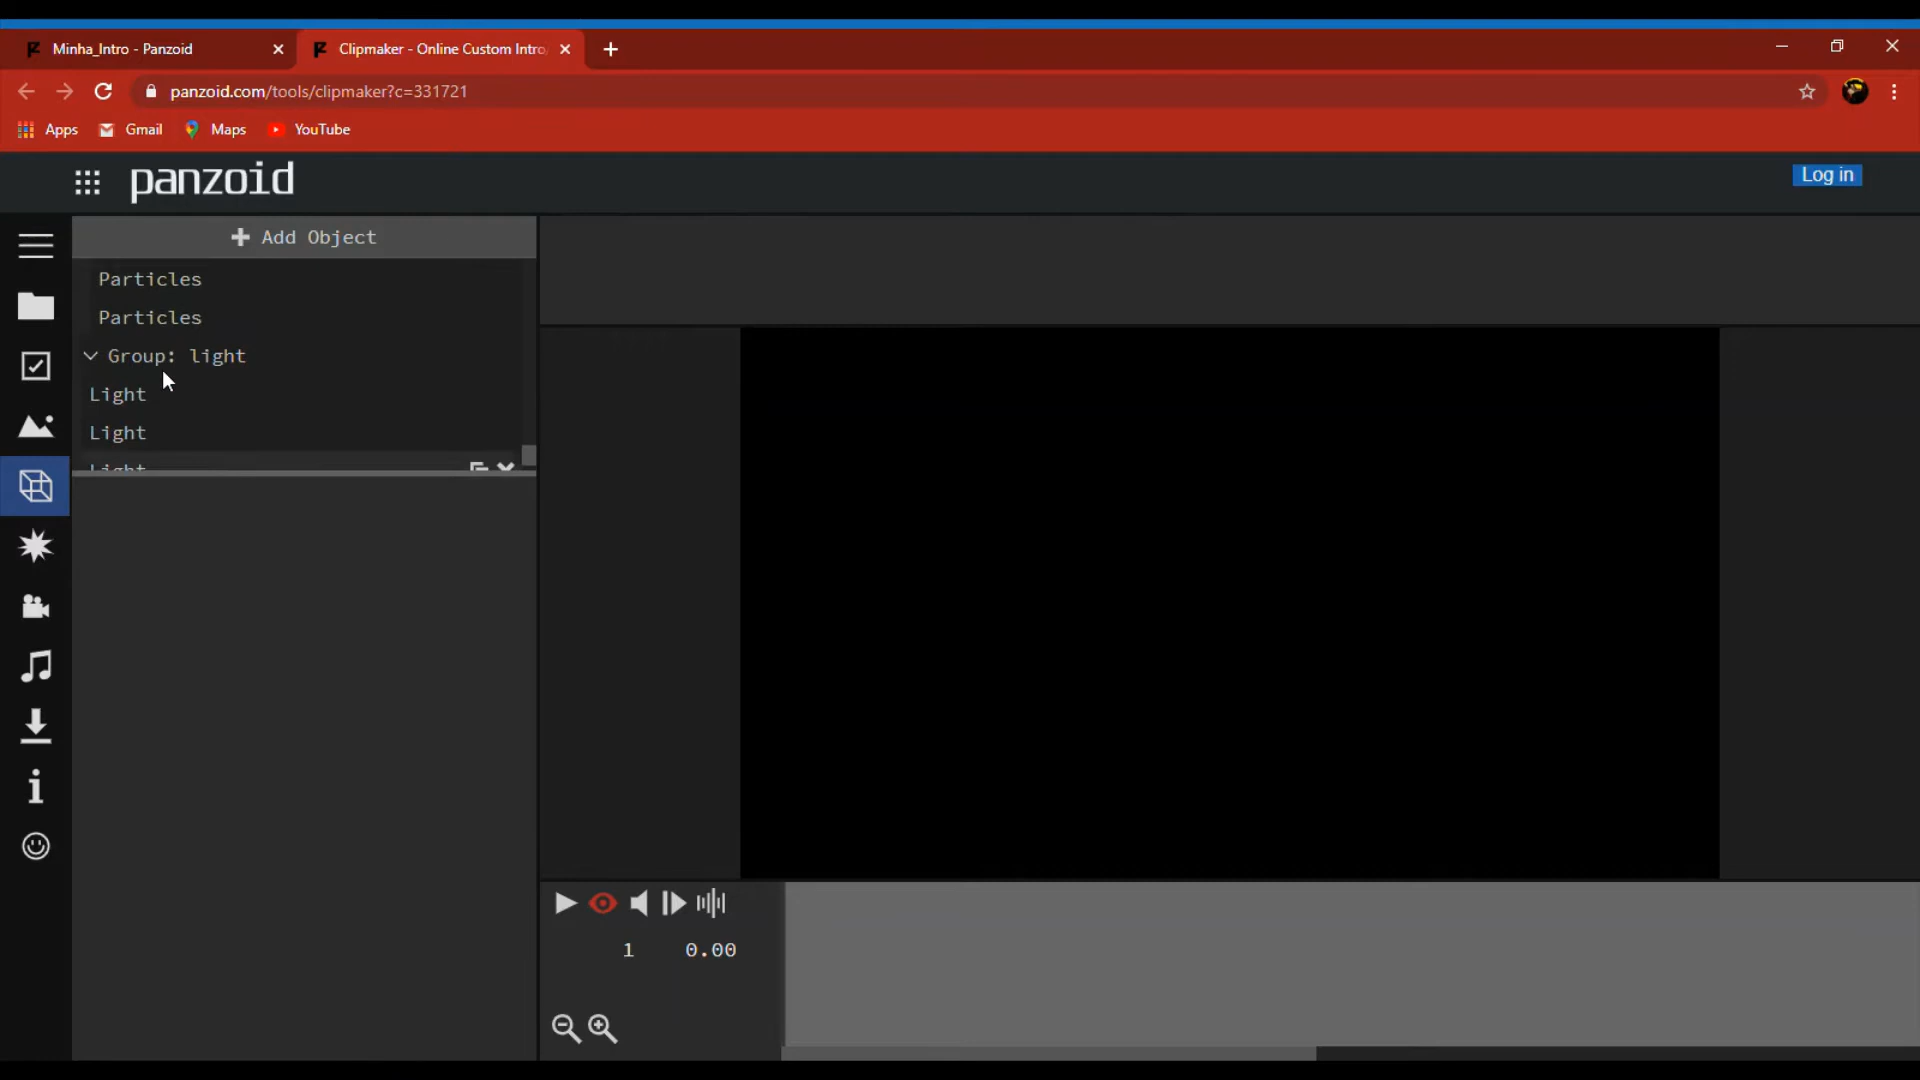 Minha_Intro - Panzoid
Clipmaker - Online Custom Intro
panzoid.com/tools/clipmaker?c=331721
Apps Gmail Maps YouTube
panzoid
Log in
Add Object
Particles
Particles
Group: light
Light
Light
Light
1 0.00